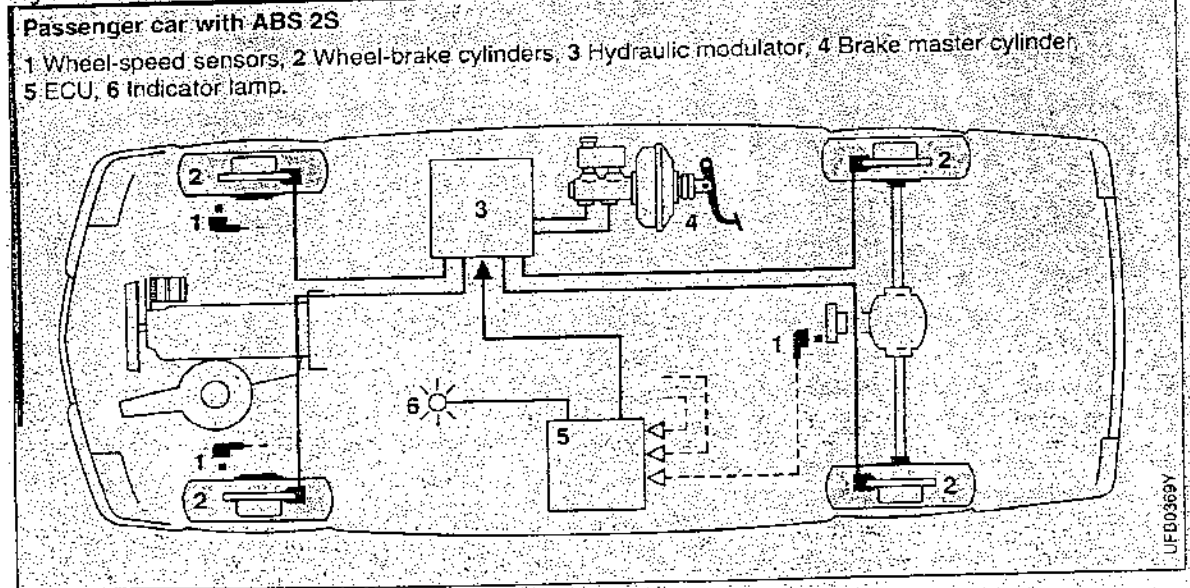 Passenger car with ABS 2S
1 Wheel-speed sensors, 2 Wheel-brake cylinders, 3 Hydraulic modulator, 4 Brake master cylinder,
5 ECU, 6 Indicator lamp.
2
2
1
3
4
1
6
5
1
2
2
UFB0369Y